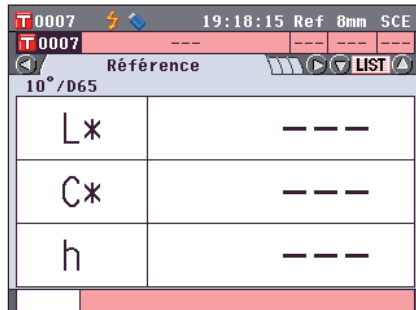 T0007 19:18:15 Ref 8mm SCE
T0007 --- --- --- ---
Référence LIST
10°/D65
L* ---
C* ---
h ---